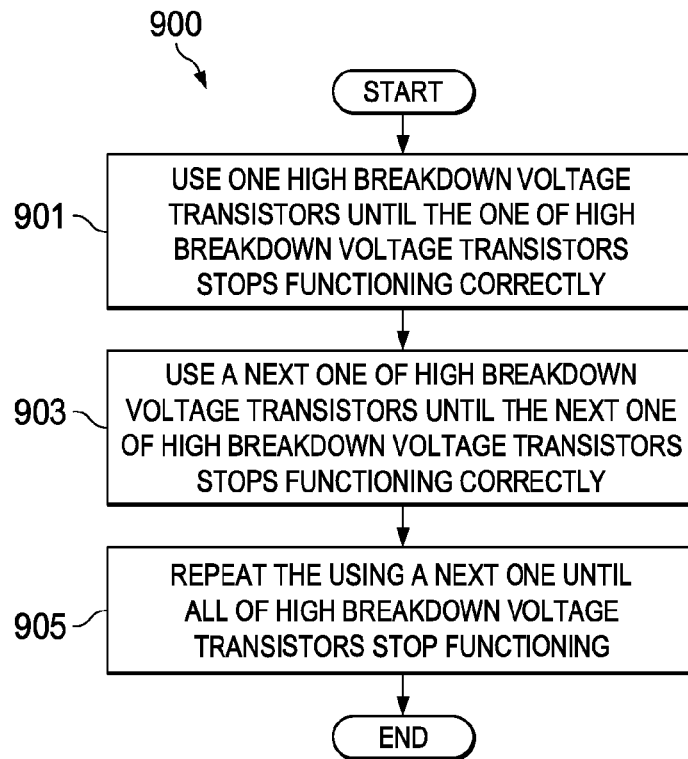 900
START
901
USE ONE HIGH BREAKDOWN VOLTAGE
TRANSISTORS UNTIL THE ONE OF HIGH
BREAKDOWN VOLTAGE TRANSISTORS
STOPS FUNCTIONING CORRECTLY
903
USE A NEXT ONE OF HIGH BREAKDOWN
VOLTAGE TRANSISTORS UNTIL THE NEXT ONE
OF HIGH BREAKDOWN VOLTAGE TRANSISTORS
STOPS FUNCTIONING CORRECTLY
905
REPEAT THE USING A NEXT ONE UNTIL
ALL OF HIGH BREAKDOWN VOLTAGE
TRANSISTORS STOP FUNCTIONING
END